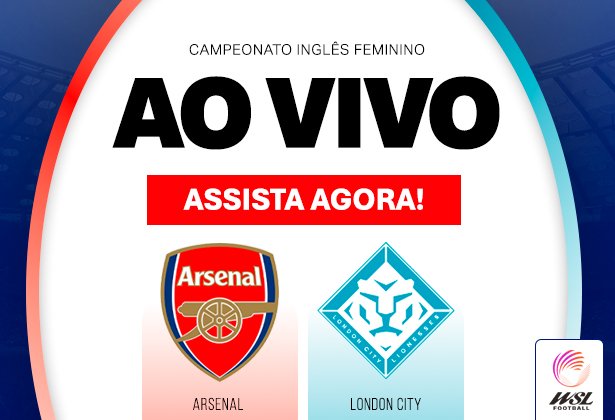 CAMPEONATO INGLÊS FEMININO
AO VIVO
ASSISTA AGORA!
Arsenal
LONDON CITY LIONESSES
ARSENAL
LONDON CITY
WSL
FOOTBALL